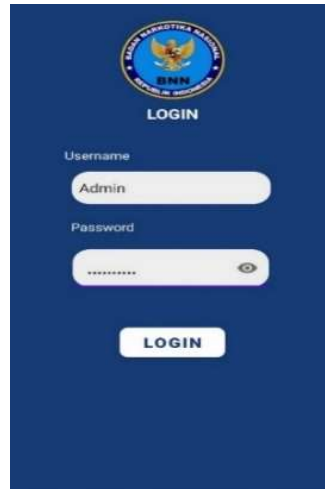 BADAN NARKOTIKA NASIONAL
BNN
REPUBLIK INDONESIA
LOGIN
Username
Admin
Password
..........
LOGIN